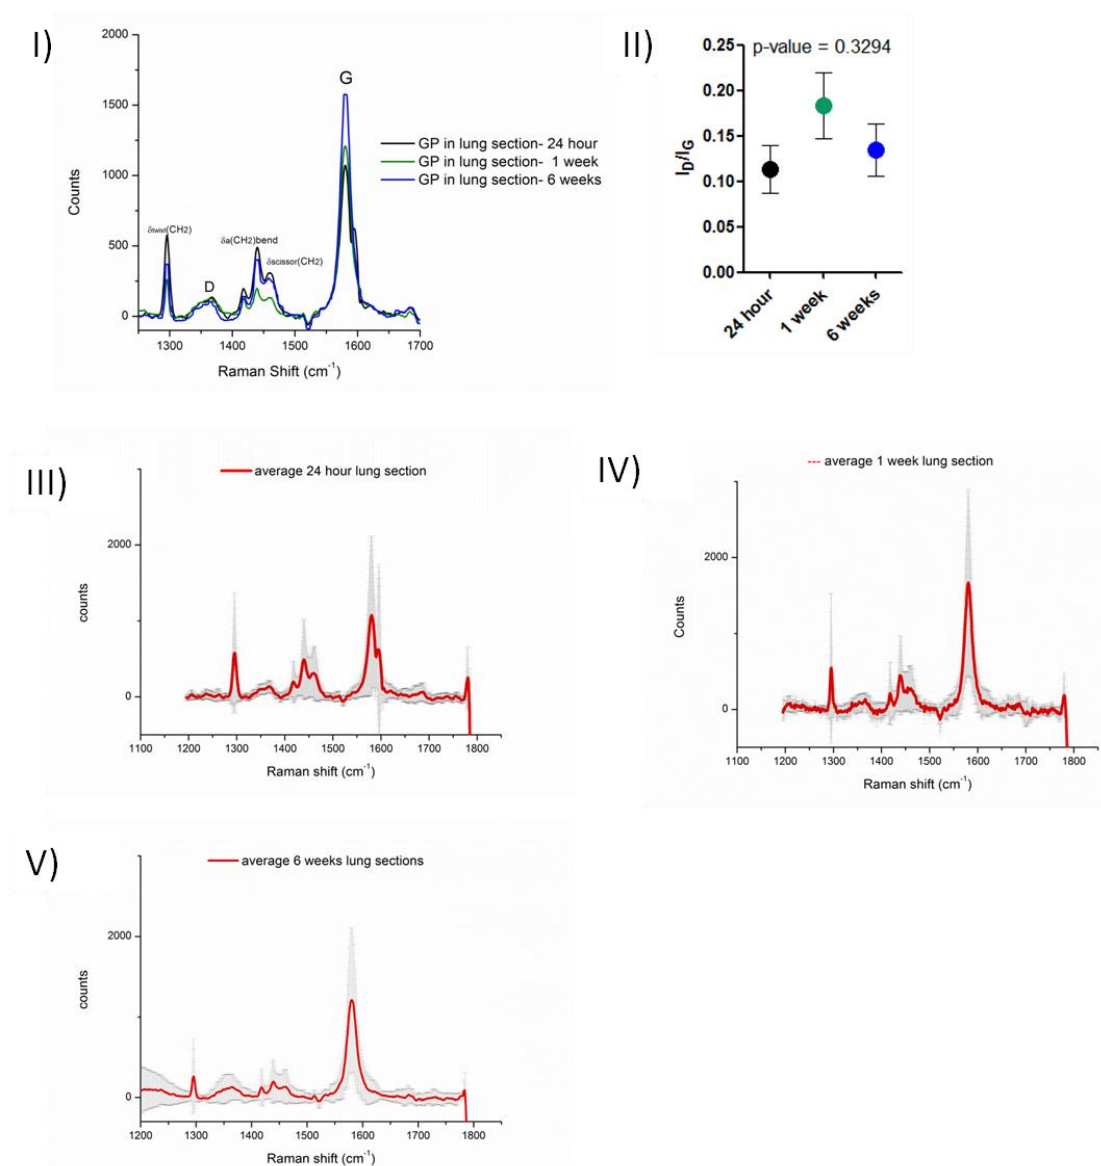 I)
2000
1500
1000
500
0
Counts
G
GP in lung section- 24 hour
GP in lung section- 1 week
GP in lung section- 6 weeks
δtwist(CH2)
δa(CH2)bend
δscissor(CH2)
D
1300 1400 1500 1600 1700
Raman Shift (cm-1)
II)
p-value = 0.3294
0.25
0.20
0.15
0.10
0.05
0.00
ID/IG
24 hour
1 week
6 weeks
III)
average 24 hour lung section
2000
0
counts
1100 1200 1300 1400 1500 1600 1700 1800
Raman shift (cm-1)
IV)
average 1 week lung section
2000
0
Counts
1100 1200 1300 1400 1500 1600 1700 1800
Raman shift (cm-1)
V)
average 6 weeks lung sections
2000
0
counts
1200 1300 1400 1500 1600 1700 1800
Raman shift (cm-1)